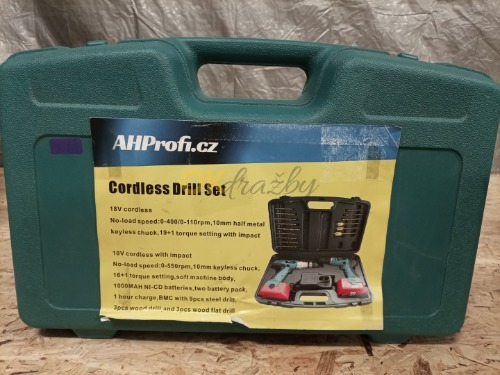 AHProfi.cz
Cordless Drill Set
dražby
18V cordless
No-load speed:0-400/0-110rpm,10mm half metal
keyless chuck,19+1 torque setting with impact
18V cordless with impact
No-load speed:0-550rpm,10mm keyless chuck,
16+1 torque setting,soft machine body,
1000MAH NI-CD batteries,two battery pack,
1 hour charge,BMC with 9pcs steel drill,
3pcs wood drill and 3pcs wood flat drill